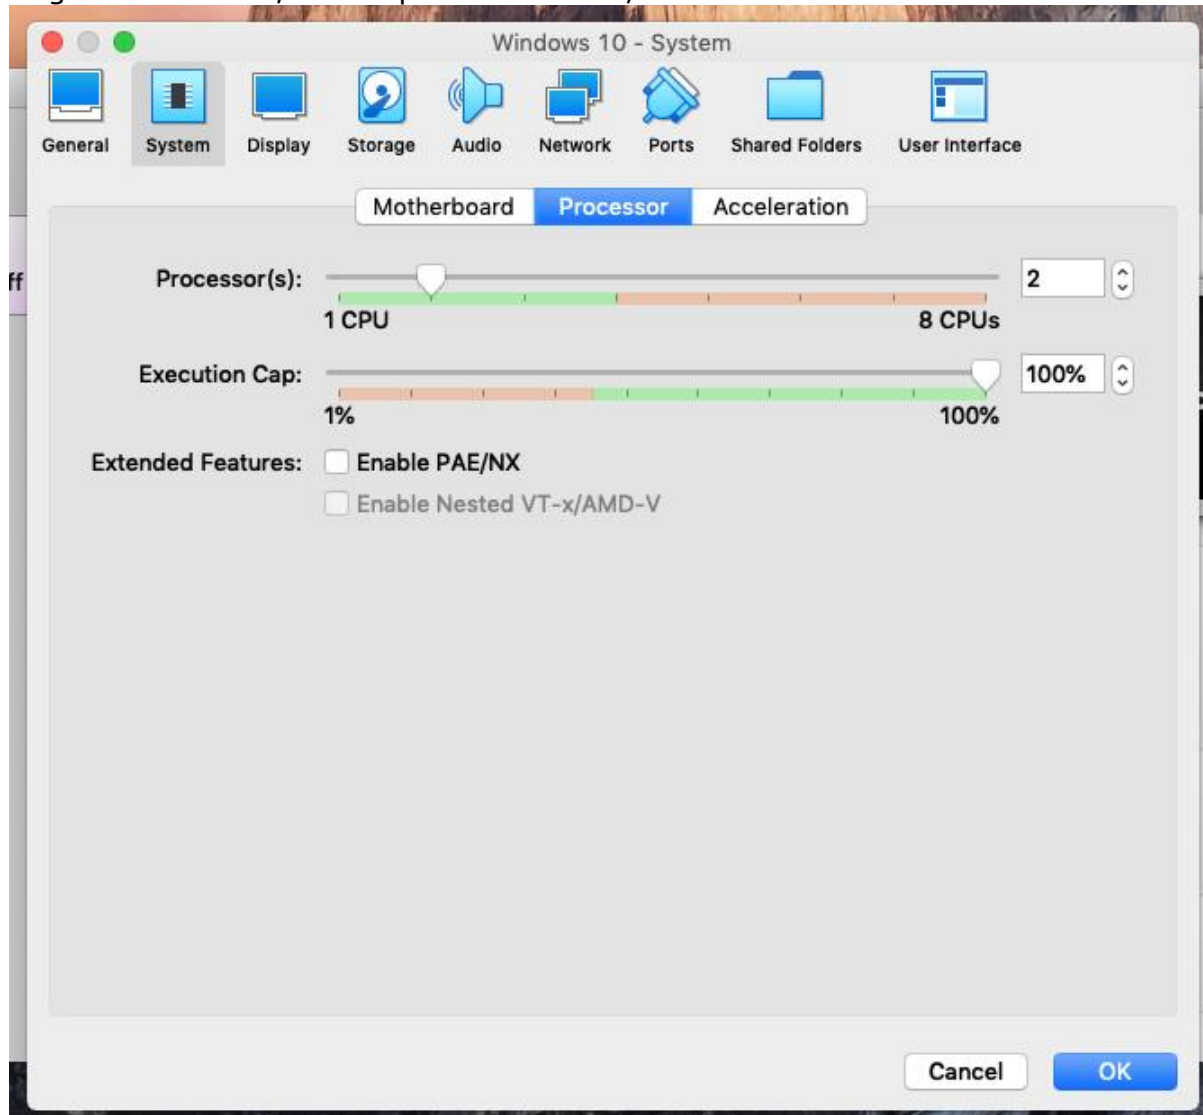 Windows 10 - System
General System Display Storage Audio Network Ports Shared Folders User Interface
Motherboard Processor Acceleration
ff
Processor(s): 2
1 CPU 8 CPUs
Execution Cap: 100%
1% 100%
Extended Features: Enable PAE/NX
Enable Nested VT-x/AMD-V
Cancel OK